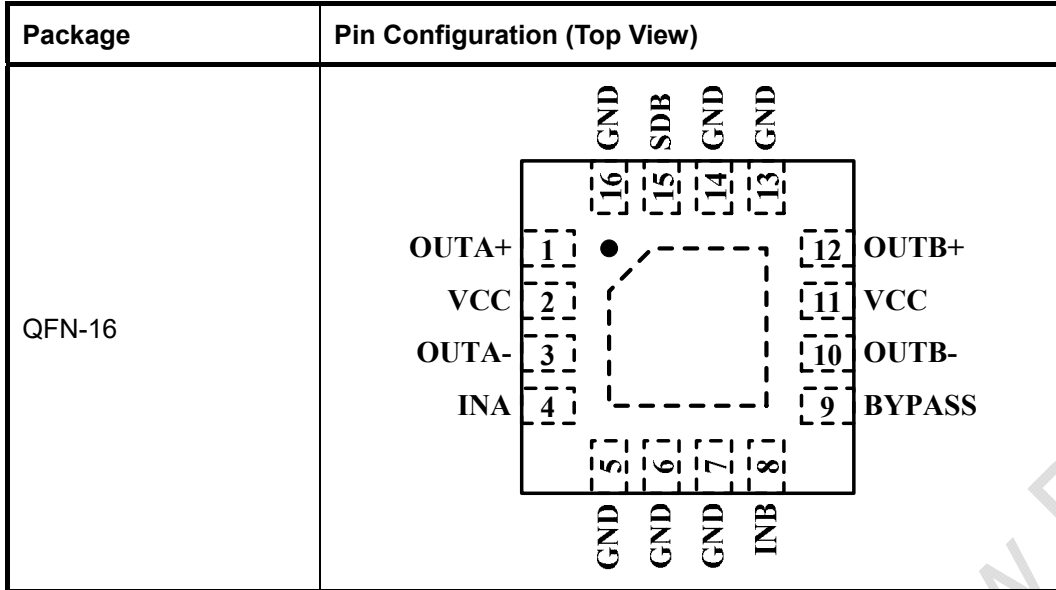 Package
Pin Configuration (Top View)
QFN-16
GND SDB GND GND
16 15 14 13
OUTA+ 1 12 OUTB+
VCC 2 11 VCC
OUTA- 3 10 OUTB-
INA 4 9 BYPASS
5 6 7 8
GND GND GND INB